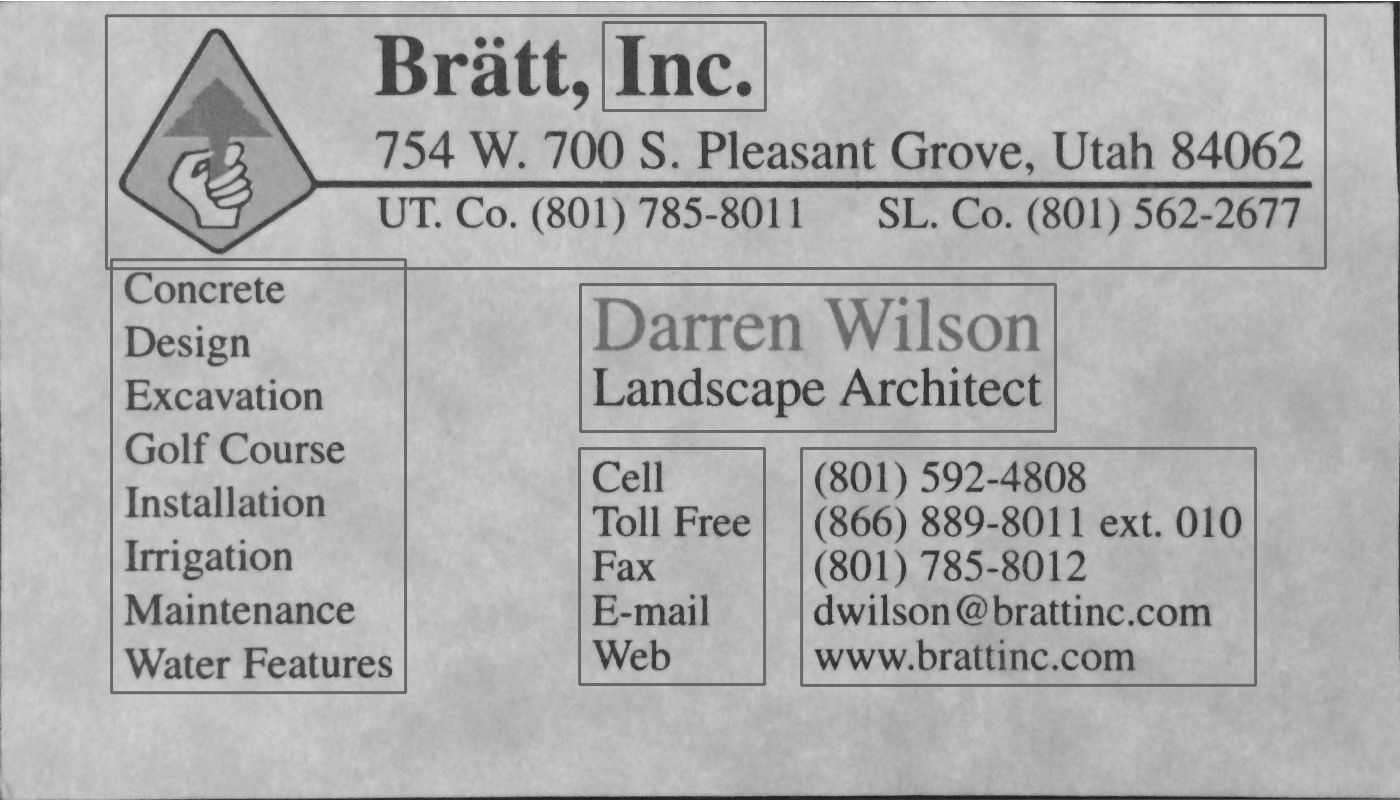 Brätt, Inc.
754 W. 700 S. Pleasant Grove, Utah 84062
UT. Co. (801) 785-8011 SL. Co. (801) 562-2677
Concrete
Design
Excavation
Golf Course
Installation
Irrigation
Maintenance
Water Features
Darren Wilson
Landscape Architect
Cell (801) 592-4808
Toll Free (866) 889-8011 ext. 010
Fax (801) 785-8012
E-mail dwilson@brattinc.com
Web www.brattinc.com